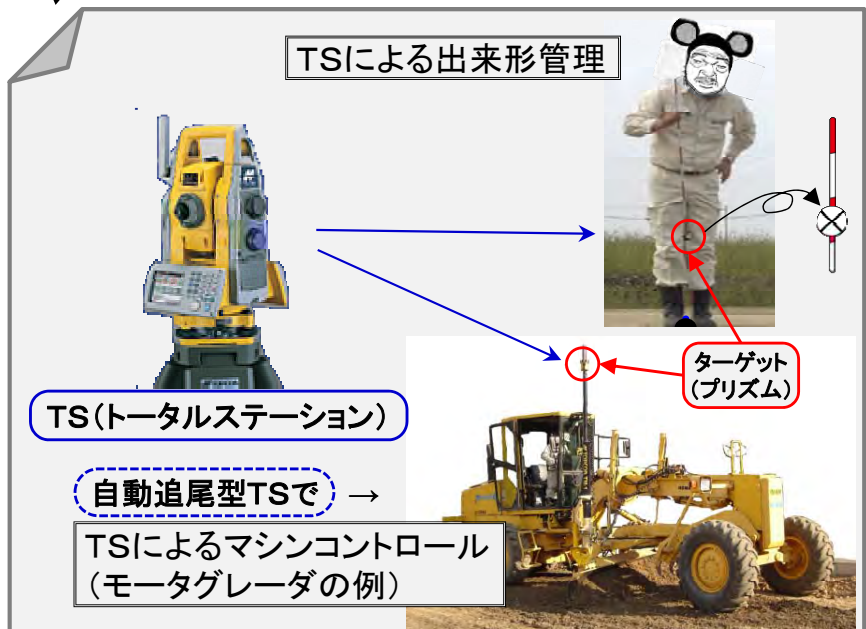 TSによる出来形管理
ターゲット
(プリズム)
TS(トータルステーション)
自動追尾型TSで →
TSによるマシンコントロール
(モータグレーダの例)